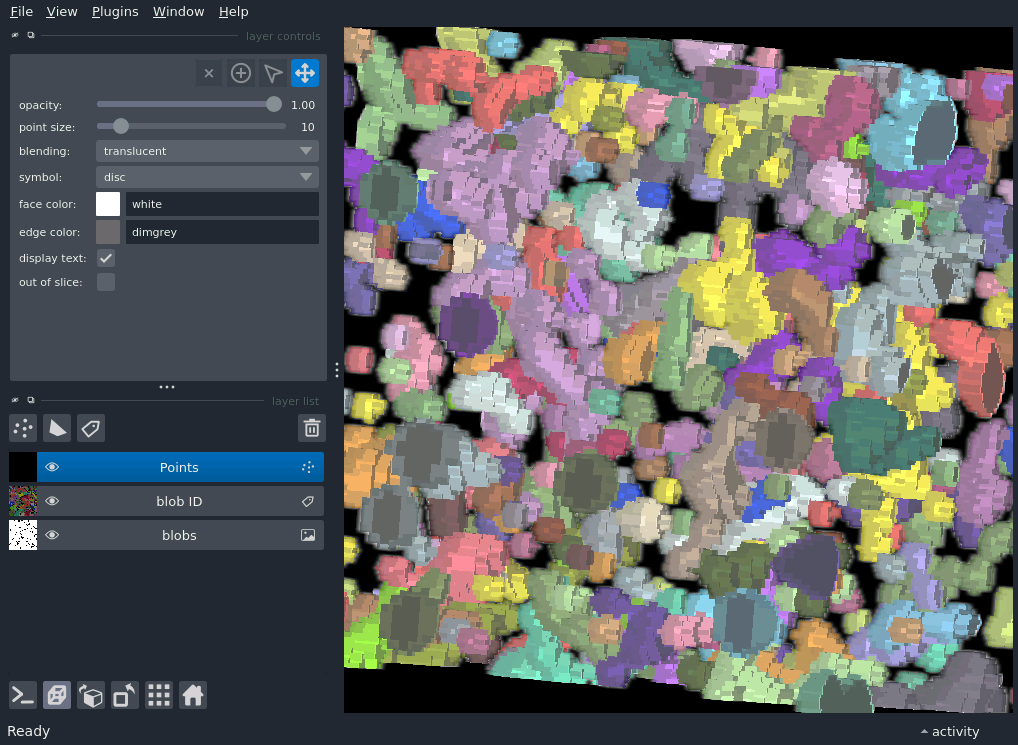 File View Plugins Window Help
layer controls
opacity: 1.00
point size: 10
blending: translucent
symbol: disc
face color: white
edge color: dimgrey
display text:
out of slice:
layer list
Points
blob ID
blobs
Ready
activity